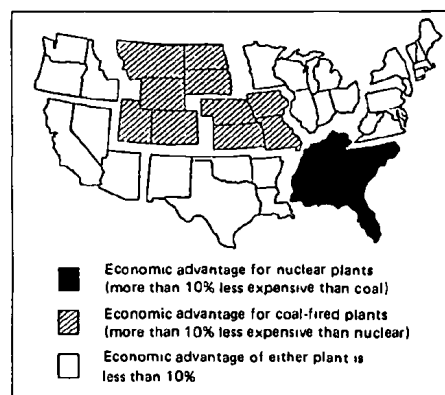 Economic advantage for nuclear plants
(more than 10% less expensive than coal)
Economic advantage for coal-fired plants
(more than 10% less expensive than nuclear)
Economic advantage of either plant is
less than 10%